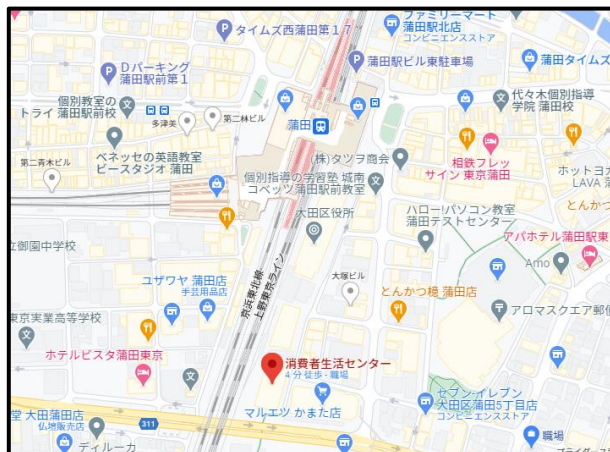 タイムズ西蒲田第１７
ファミリーマート
蒲田駅北店
コンビニエンスストア
Dパーキング
蒲田駅前第１
蒲田駅ビル東駐車場
蒲田タイムズ
個別教室の
トライ 蒲田駅前校
多津美
第二林ビル
代々木個別指導
学院 蒲田校
蒲田
ベネッセの英語教室
ビースタジオ 蒲田
(株)タツヲ商会
相鉄フレッ
サイン 東京蒲田
第二青木ビル
個別指導の学習塾 城南
コベッツ蒲田駅前教室
ホットヨガ
LAVA 蒲
とんかつ
大田区役所
ハロー!パソコン教室
蒲田テストセンター
立御園中学校
アパホテル蒲田駅東
ユザワヤ 蒲田店
手芸用品店
京浜東北線
上野東京ライン
大塚ビル
Amo
とんかつ檍 蒲田店
アロマスクエア郵便
東京実業高等学校
ホテルビスタ蒲田東京
消費者生活センター
4 分 徒歩 - 職場
マルエツ かまた店
セブン-イレブン
大田区蒲田5丁目店
コンビニエンスストア
堂 大田蒲田店
仏壇販売店
311
ディルーカ
職場
プライダーズ